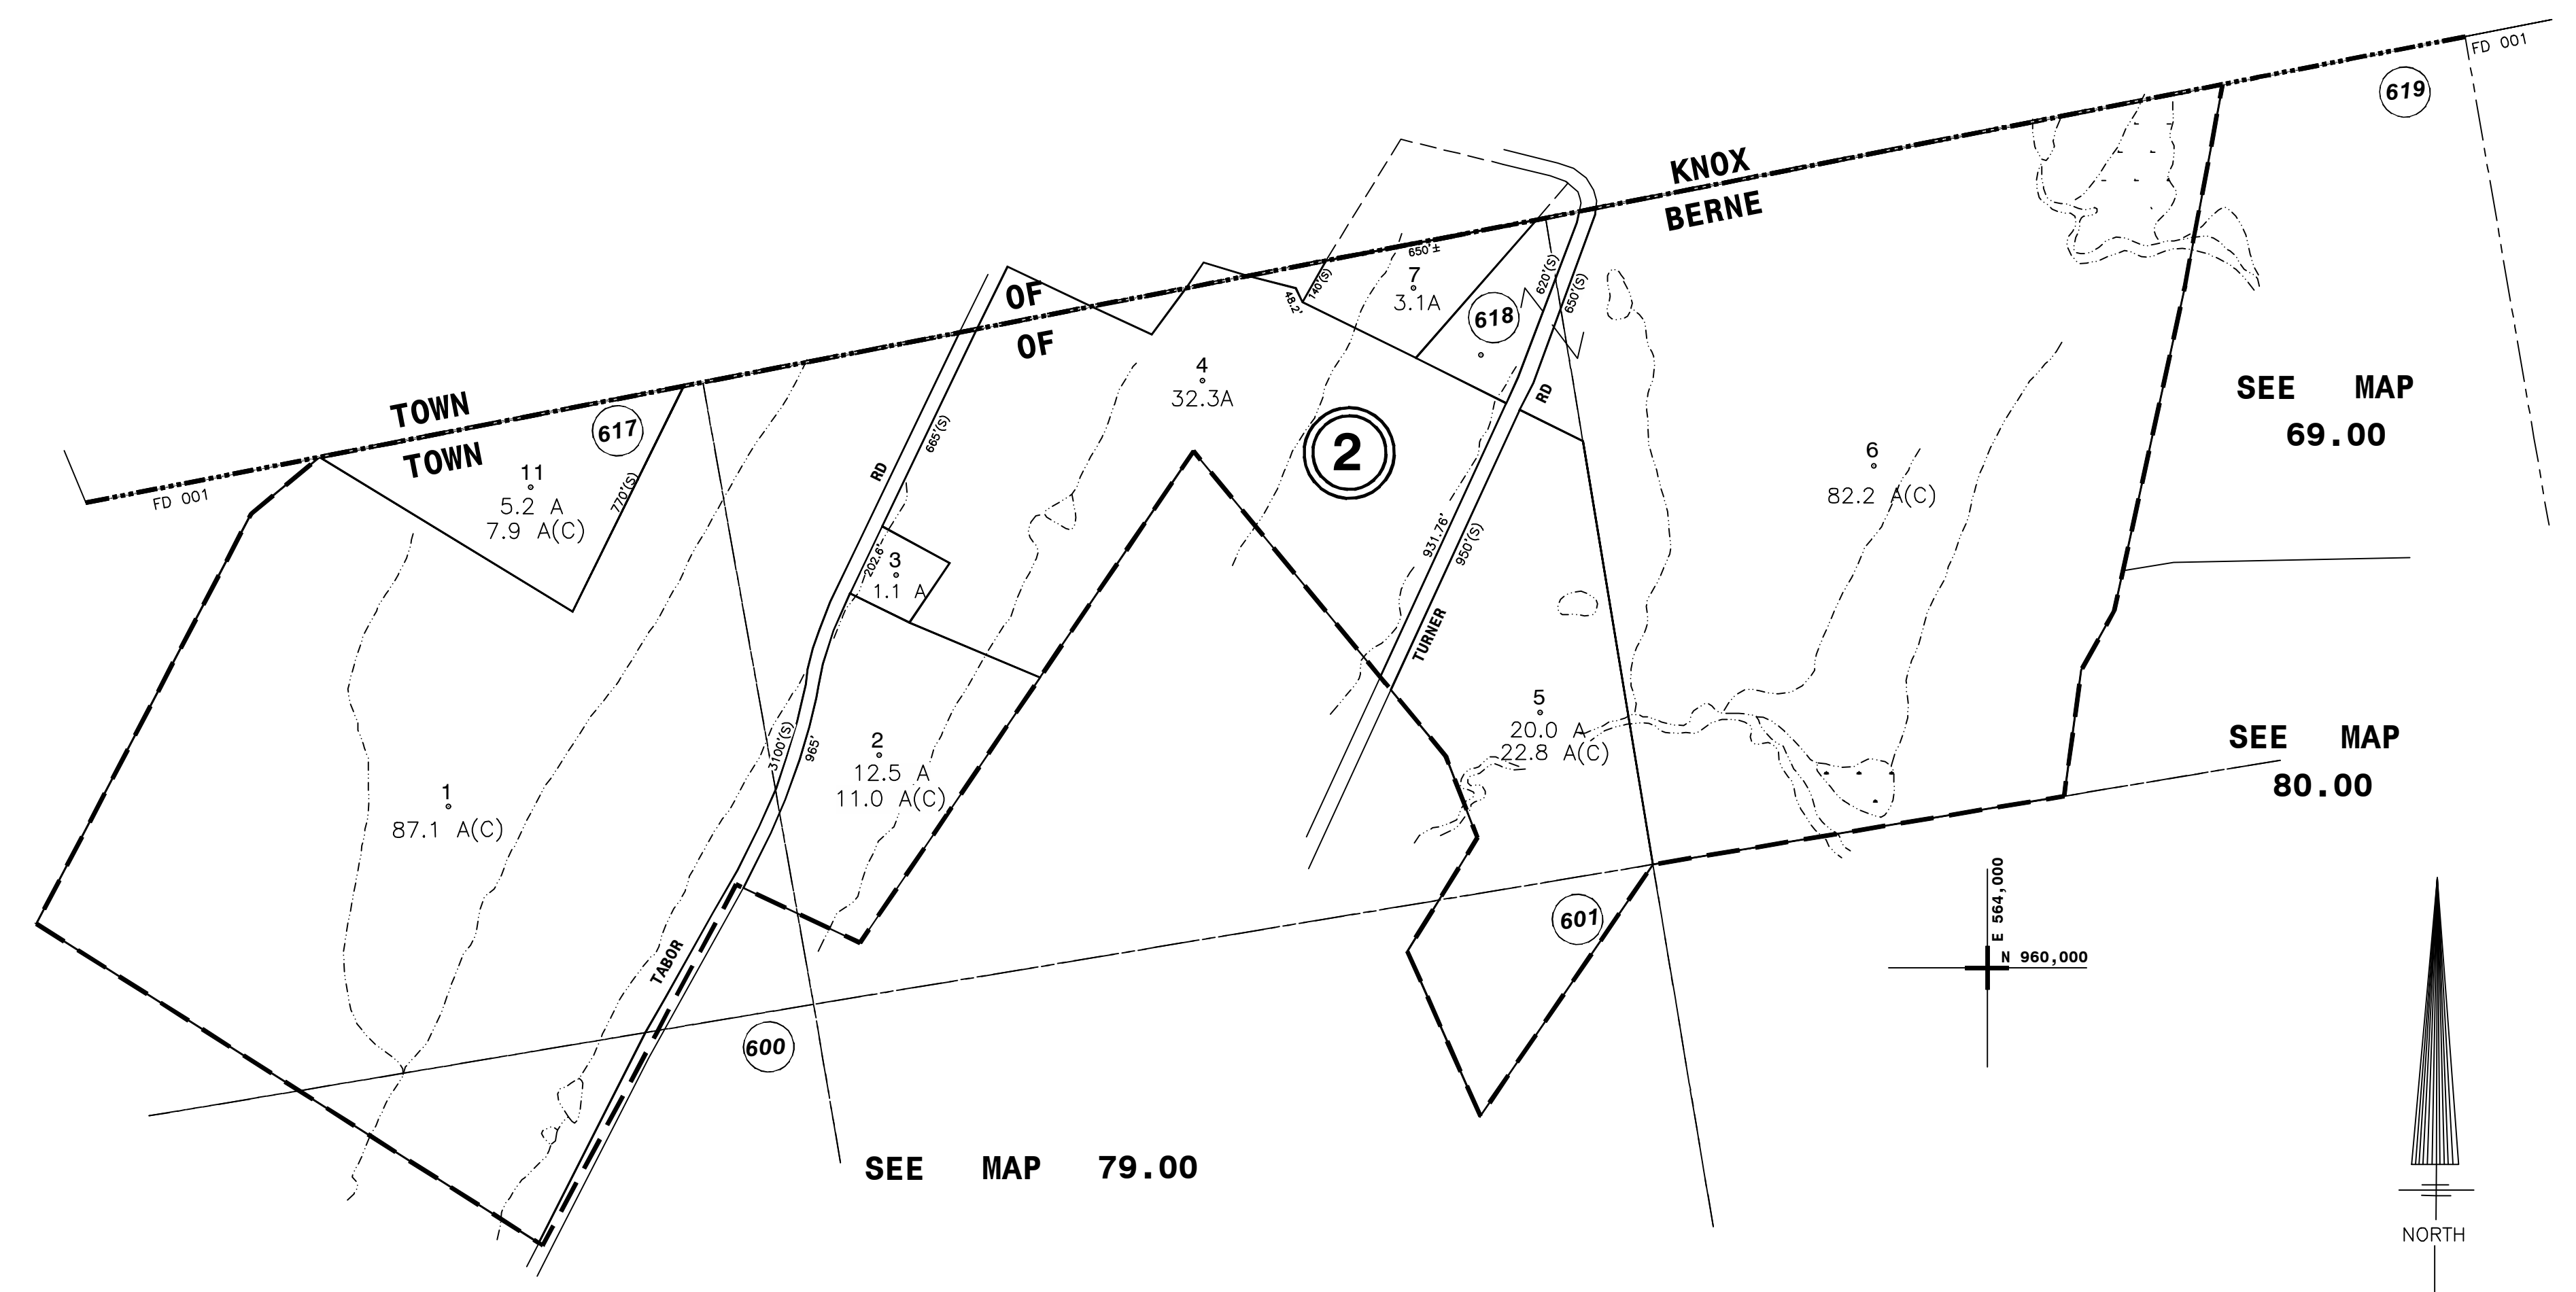 FD 001
619
KNOX
BERNE
TOWN OF
TOWN OF
FD 001
617
11
5.2 A
7.9 A(C)
770'(S)
RD
665'(S)
4
32.3A
48.2'
140'(S)
650'±
7
3.1A
618
620'(S)
650'(S)
RD
2
6
82.2 A(C)
SEE MAP
69.00
202.6'
3
1.1 A
931.76'
950'(S)
TURNER
5
20.0 A
22.8 A(C)
1
87.1 A(C)
3100'(S)
965'
2
12.5 A
11.0 A(C)
SEE MAP
80.00
TABOR
600
601
E 564,000
N 960,000
SEE MAP 79.00
NORTH